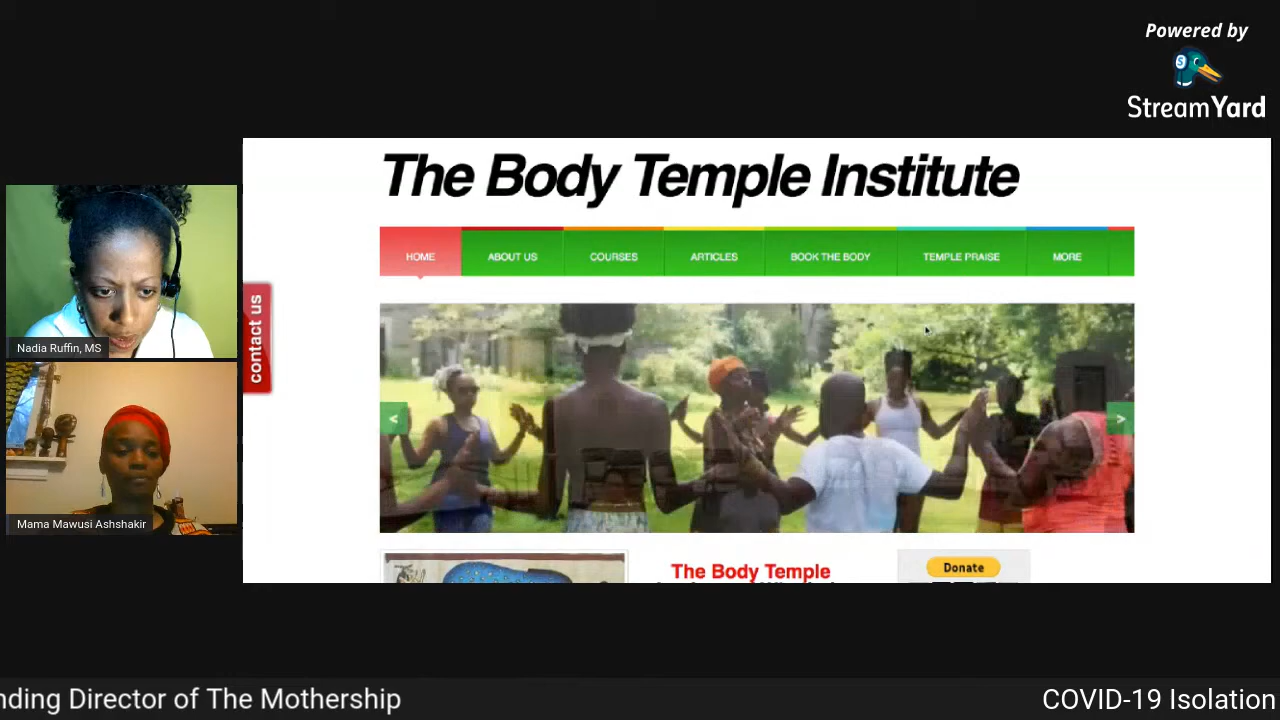 Powered by
StreamYard
The Body Temple Institute
HOME ABOUT US COURSES ARTICLES BOOK THE BODY TEMPLE PRAISE MORE
contact us
< >
Nadia Ruffin, MS
Mama Mawusi Ashshakir
The Body Temple
Donate
nding Director of The Mothership COVID-19 Isolation